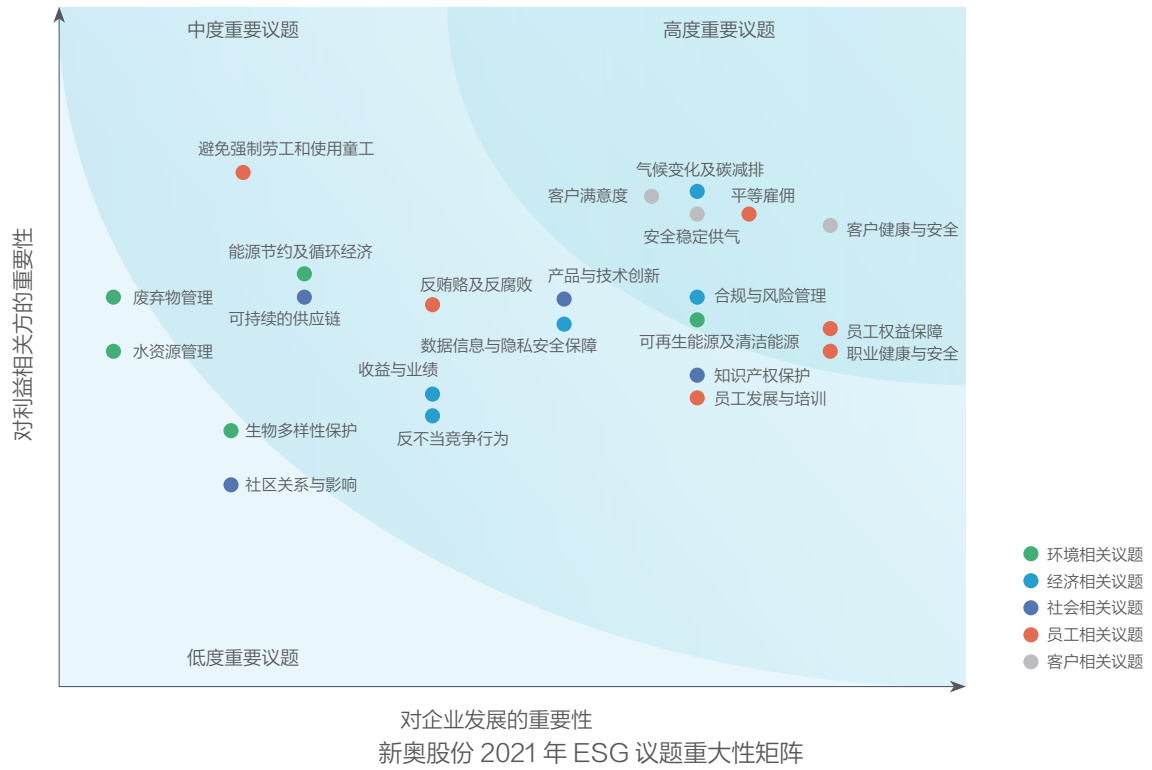 中度重要议题
高度重要议题
避免强制劳工和使用童工
气候变化及碳减排
客户满意度
平等雇佣
安全稳定供气
客户健康与安全
能源节约及循环经济
反贿赂及反腐败
产品与技术创新
废弃物管理
合规与风险管理
可持续的供应链
员工权益保障
可再生能源及清洁能源
数据信息与隐私安全保障
水资源管理
职业健康与安全
收益与业绩
知识产权保护
员工发展与培训
生物多样性保护
反不当竞争行为
社区关系与影响
低度重要议题
对利益相关方的重要性
环境相关议题
经济相关议题
社会相关议题
员工相关议题
客户相关议题
对企业发展的重要性
新奥股份 2021 年 ESG 议题重大性矩阵